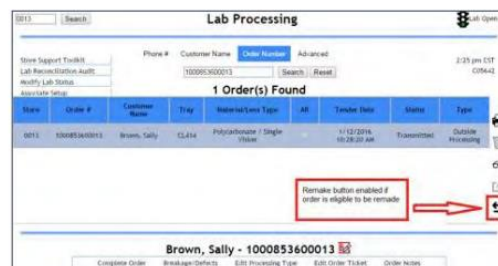 0013 Search
Lab Processing
Lab Open
Store Support Toolkit
Lab Reconciliation Audit
Modify Lab Status
Associate Setup
Phone # Customer Name Order Number Advanced
1000853600013 Search Reset
2:25 pm CST
1 Order(s) Found
Store Order # Customer Name Tray Material/Lens Type AR Tender Date Status Type
0013 1000853600013 Brown, Sally CL414 Polycarbonate / Single Vision 1/12/2016 10:28:20 AM Transmitted Outside Processing
Remake button enabled if
order is eligible to be remade
Brown, Sally - 1000853600013
Complete Order Breakage/Defects Edit Processing Type Edit Order Ticket Order Notes